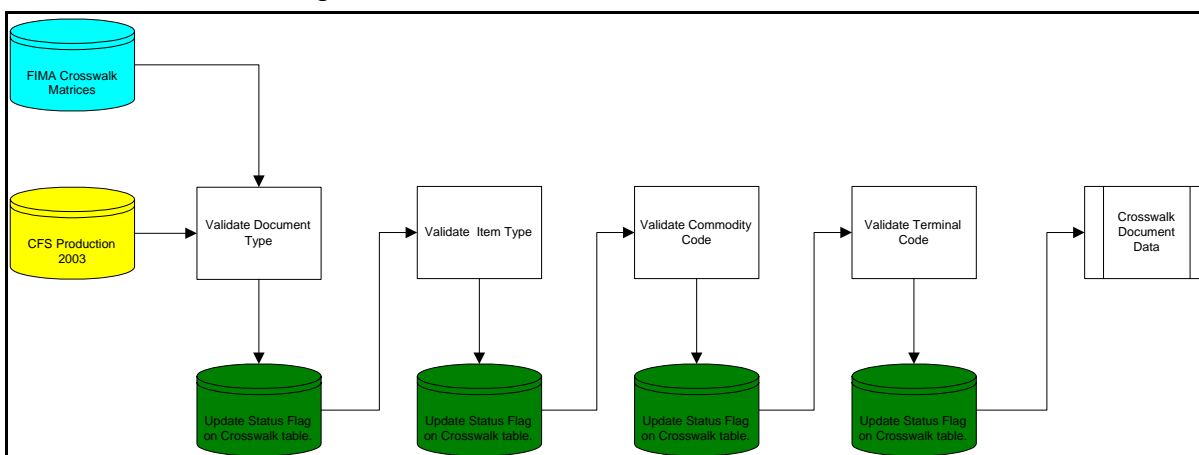 FIMA Crosswalk
Matrices
CFS Production
2003
Validate Document
Type
Validate Item Type
Validate Commodity
Code
Validate Terminal
Code
Crosswalk
Document
Data
Update Status Flag
on Crosswalk table.
Update Status Flag
on Crosswalk table.
Update Status Flag
on Crosswalk table.
Update Status Flag
on Crosswalk table.